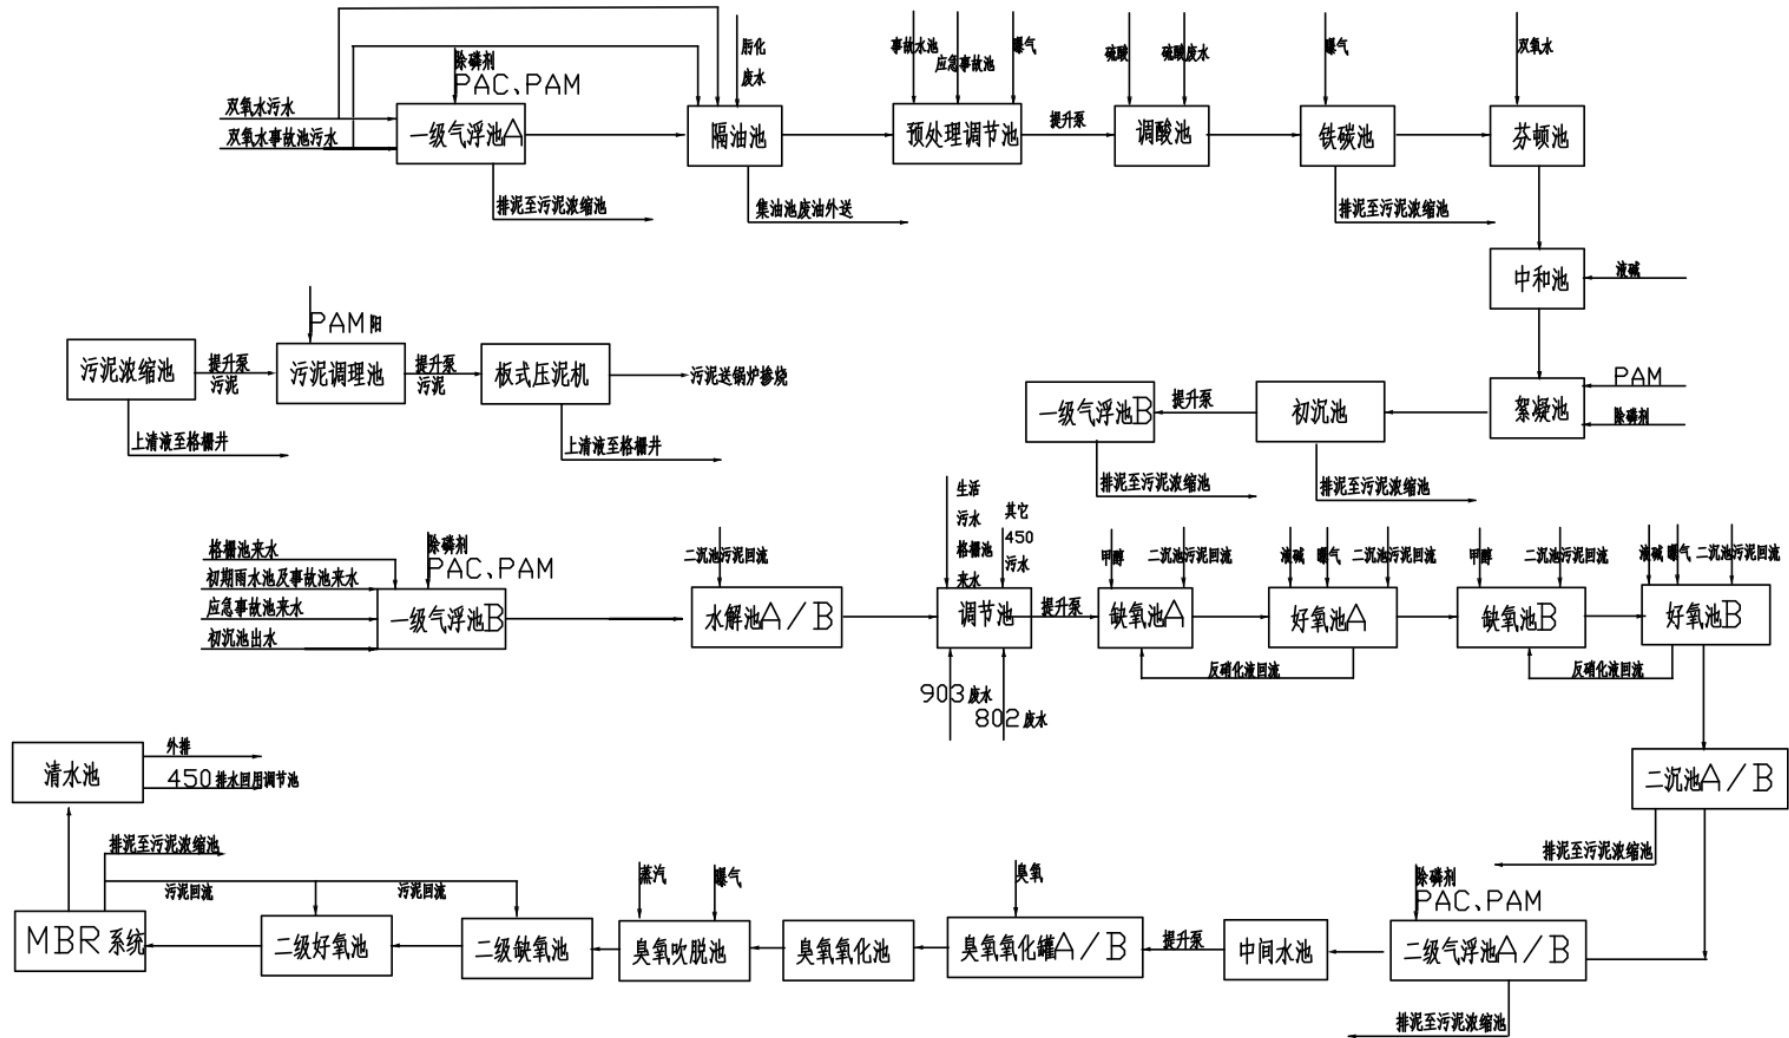 除磷剂
PAC、PAM
肟化
废水
事故水池
应急事故池
曝气
硫酸
硫酸废水
曝气
双氧水
双氧水污水
双氧水事故池污水
一级气浮池A
隔油池
预处理调节池
提升泵
调酸池
铁碳池
芬顿池
排泥至污泥浓缩池
集油池废油外送
排泥至污泥浓缩池
中和池
液碱
PAM阳
污泥浓缩池
提升泵
污泥
污泥调理池
提升泵
污泥
板式压泥机
污泥送锅炉掺烧
上清液至格栅井
上清液至格栅井
一级气浮池B
提升泵
初沉池
絮凝池
PAM
除磷剂
排泥至污泥浓缩池
排泥至污泥浓缩池
格栅池来水
初期雨水池及事故池来水
应急事故池来水
初沉池出水
除磷剂
PAC、PAM
一级气浮池B
二沉池污泥回流
水解池A/B
生活
污水
格栅池
来水
其它
450
污水
调节池
提升泵
903废水
802废水
甲醇
二沉池污泥回流
缺氧池A
液碱
曝气
二沉池污泥回流
好氧池A
反硝化液回流
甲醇
二沉池污泥回流
缺氧池B
液碱
曝气
二沉池污泥回流
好氧池B
反硝化液回流
清水池
外排
450排水回用调节池
二沉池A/B
排泥至污泥浓缩池
排泥至污泥浓缩池
污泥回流
污泥回流
蒸汽
曝气
臭氧
除磷剂
PAC、PAM
MBR系统
二级好氧池
二级缺氧池
臭氧吹脱池
臭氧氧化池
臭氧氧化罐A/B
提升泵
中间水池
二级气浮池A/B
排泥至污泥浓缩池